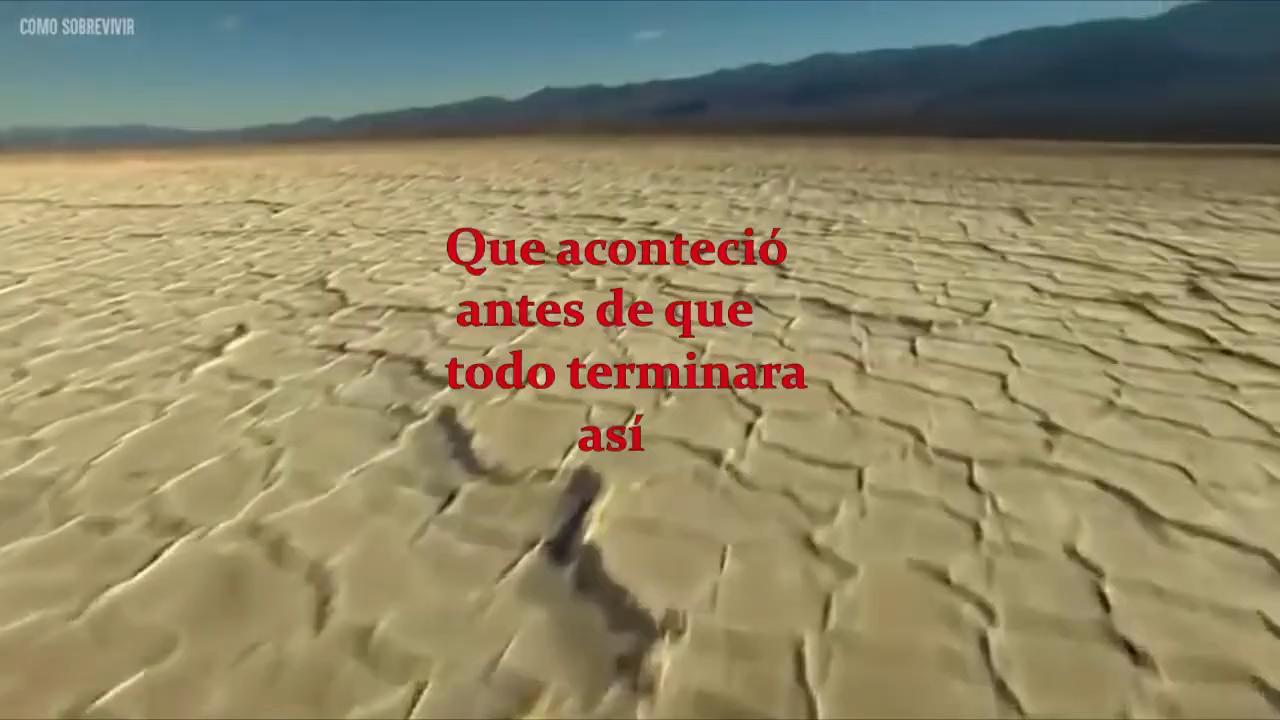 COMO SOBREVIVIR
Que aconteció
antes de que
todo terminara
así